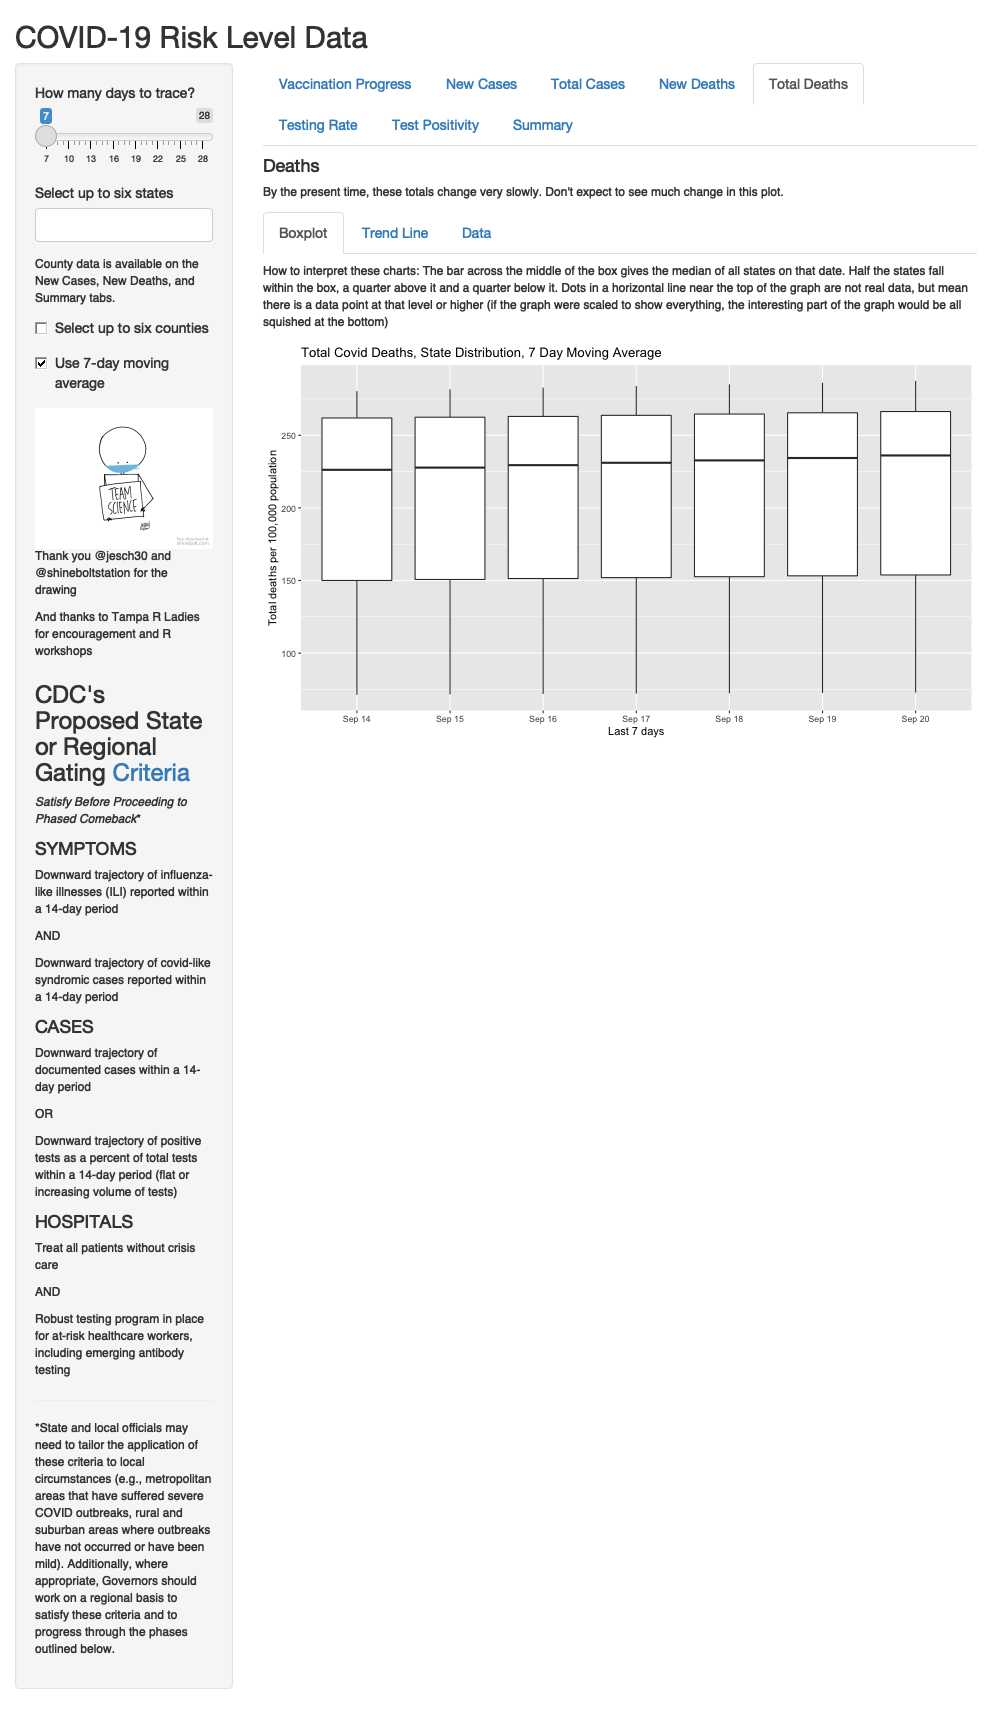 COVID-19 Risk Level Data
How many days to trace?
7
28
7 10 13 16 19 22 25 28
Select up to six states
County data is available on the
New Cases, New Deaths, and
Summary tabs.
Select up to six counties
Use 7-day moving
average
TEAM
SCIENCE
free download at
shinebolt.com
Thank you @jesch30 and
@shineboltstation for the
drawing
And thanks to Tampa R Ladies
for encouragement and R
workshops
CDC's
Proposed State
or Regional
Gating Criteria
Satisfy Before Proceeding to
Phased Comeback*
SYMPTOMS
Downward trajectory of influenza-
like illnesses (ILI) reported within
a 14-day period
AND
Downward trajectory of covid-like
syndromic cases reported within
a 14-day period
CASES
Downward trajectory of
documented cases within a 14-
day period
OR
Downward trajectory of positive
tests as a percent of total tests
within a 14-day period (flat or
increasing volume of tests)
HOSPITALS
Treat all patients without crisis
care
AND
Robust testing program in place
for at-risk healthcare workers,
including emerging antibody
testing
*State and local officials may
need to tailor the application of
these criteria to local
circumstances (e.g., metropolitan
areas that have suffered severe
COVID outbreaks, rural and
suburban areas where outbreaks
have not occurred or have been
mild). Additionally, where
appropriate, Governors should
work on a regional basis to
satisfy these criteria and to
progress through the phases
outlined below.
Vaccination Progress New Cases Total Cases New Deaths Total Deaths
Testing Rate Test Positivity Summary
Deaths
By the present time, these totals change very slowly. Don't expect to see much change in this plot.
Boxplot Trend Line Data
How to interpret these charts: The bar across the middle of the box gives the median of all states on that date. Half the states fall
within the box, a quarter above it and a quarter below it. Dots in a horizontal line near the top of the graph are not real data, but mean
there is a data point at that level or higher (if the graph were scaled to show everything, the interesting part of the graph would be all
squished at the bottom)
Total Covid Deaths, State Distribution, 7 Day Moving Average
Total deaths per 100,000 population
250
200
150
100
Sep 14 Sep 15 Sep 16 Sep 17 Sep 18 Sep 19 Sep 20
Last 7 days